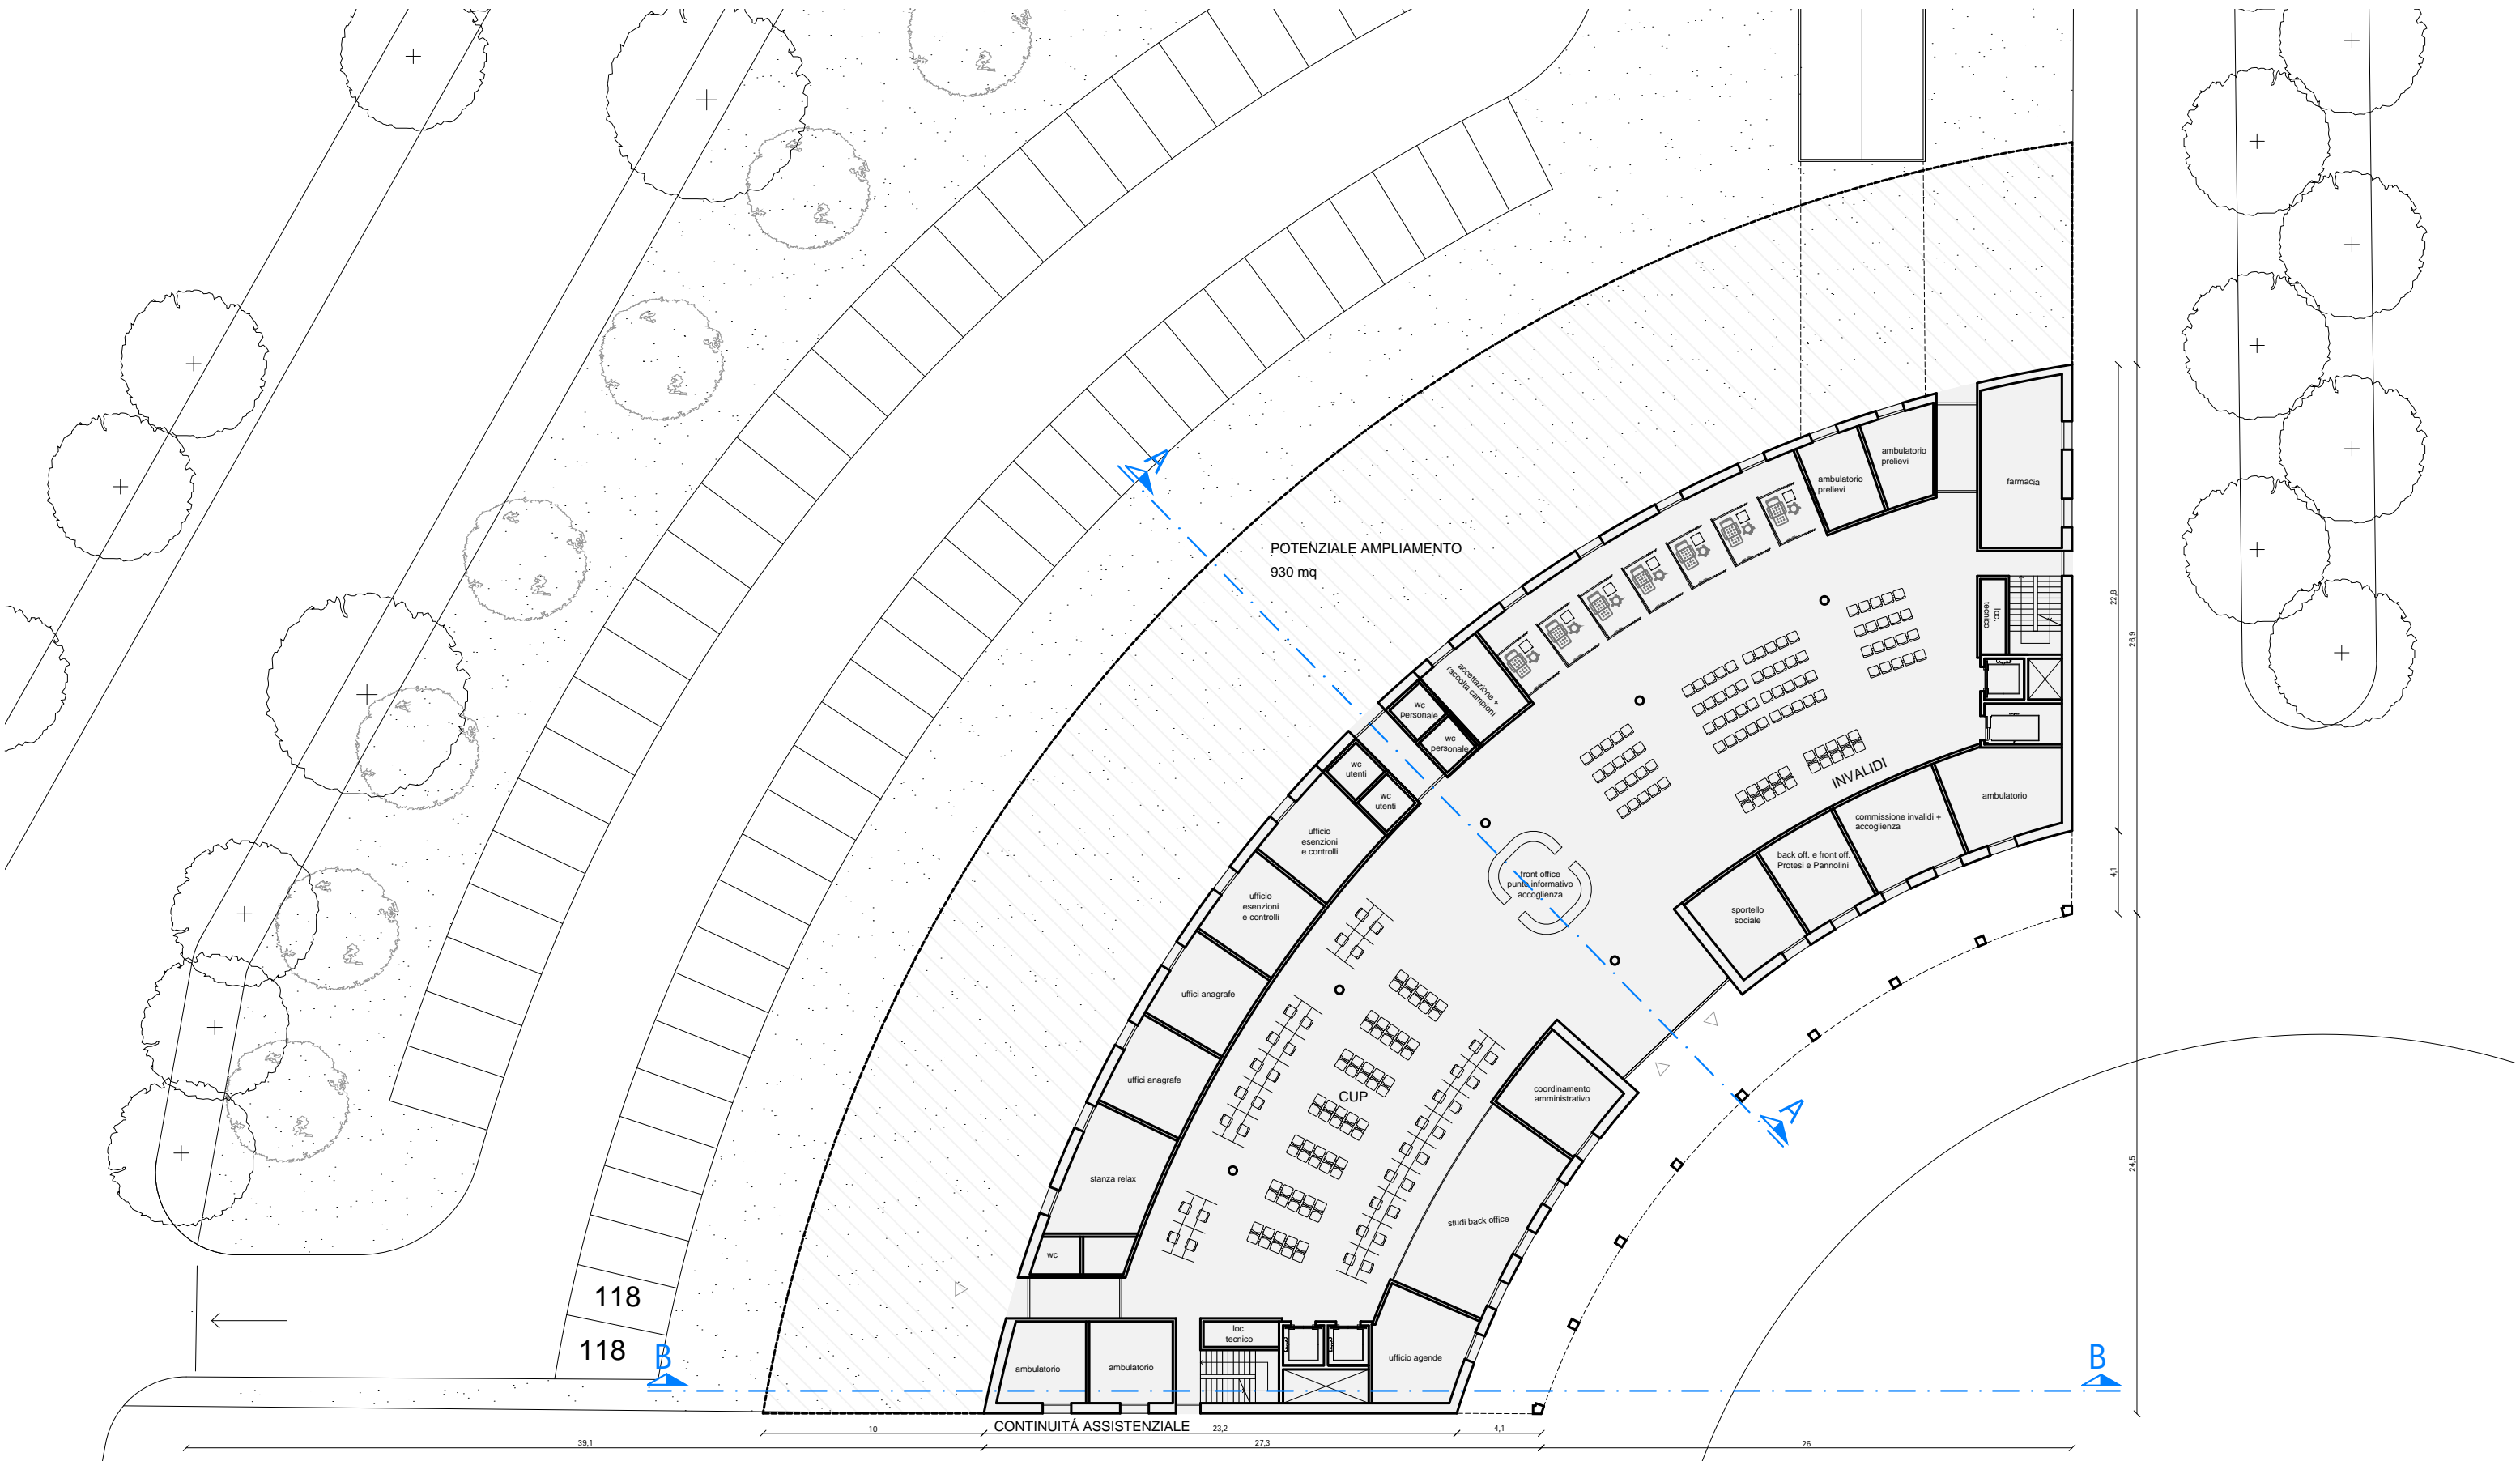 A
POTENZIALE AMPLIAMENTO
930 mq
ambulatorio
prelievi
ambulatorio
prelievi
farmacia
loc.
tecnico
accettazione +
raccolta campioni
wc
personale
wc
personale
wc
utenti
wc
utenti
ufficio
esenzioni
e controlli
ufficio
esenzioni
e controlli
uffici anagrafe
uffici anagrafe
stanza relax
wc
front office
punto informativo
accoglienza
INVALIDI
ambulatorio
commissione invalidi +
accoglienza
back off. e front off.
Protesi e Pannolini
sportello
sociale
CUP
coordinamento
amministrativo
studi back office
ufficio agende
loc.
tecnico
ambulatorio
ambulatorio
A
118
118
B
B
CONTINUITÁ ASSISTENZIALE
22,8
26,9
4,1
24,5
10
23,2
4,1
39,1
27,3
26